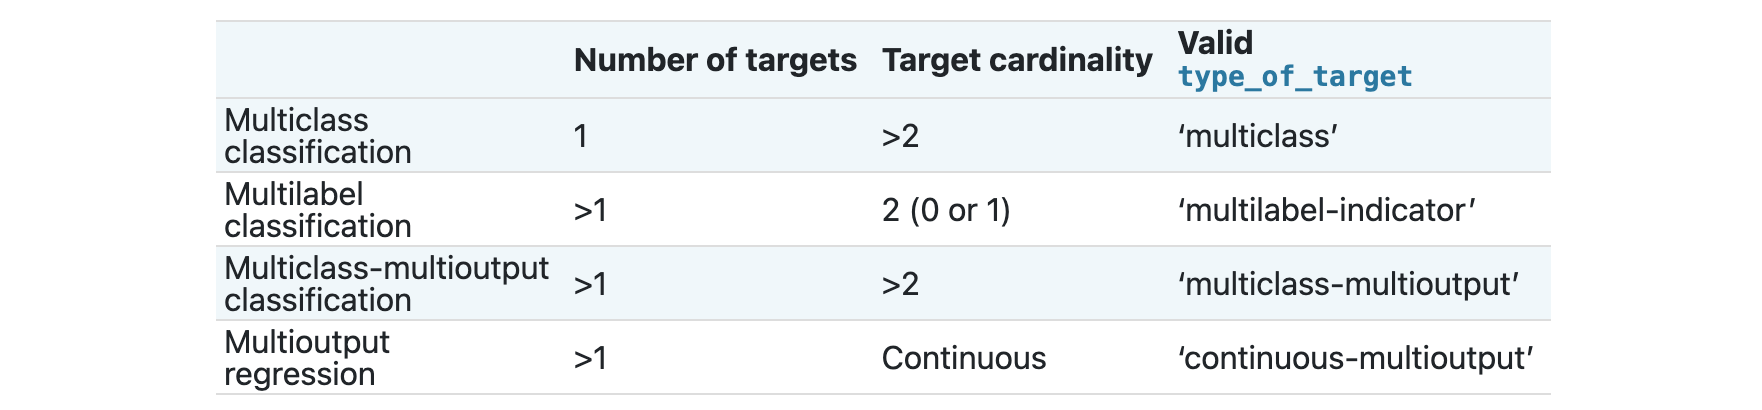 Number of targets Target cardinality Valid
type_of_target
Multiclass
classification 1 >2 ‘multiclass’
Multilabel
classification >1 2 (0 or 1) ‘multilabel-indicator’
Multiclass-multioutput
classification >1 >2 ‘multiclass-multioutput’
Multioutput
regression >1 Continuous ‘continuous-multioutput’